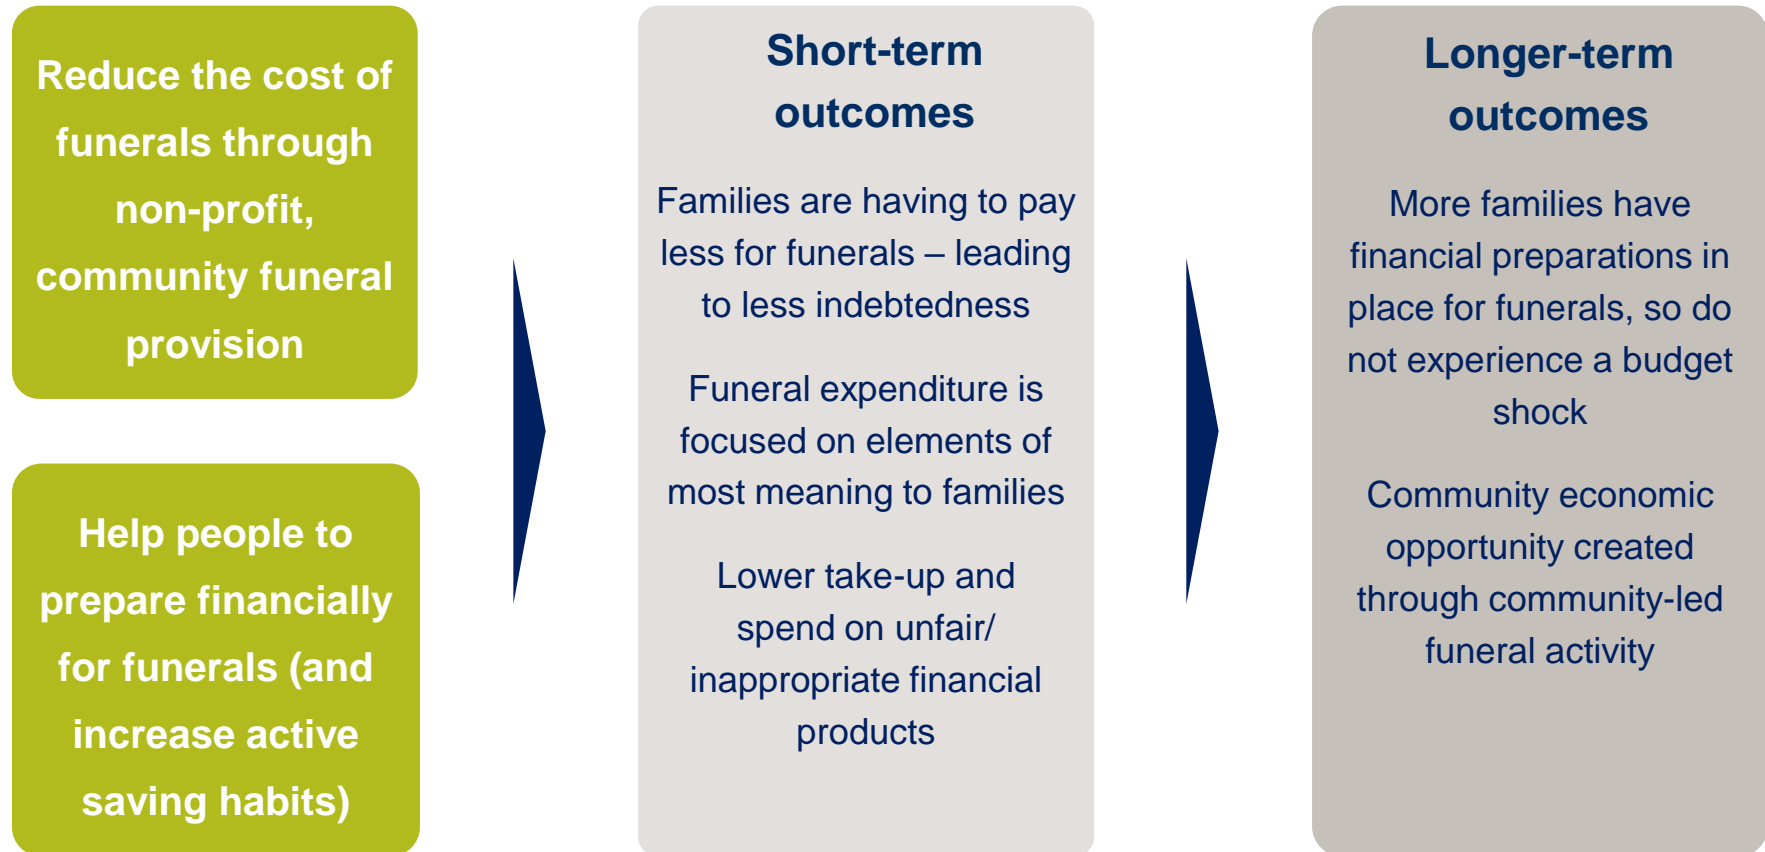 Reduce the cost of
funerals through
non-profit,
community funeral
provision
Help people to
prepare financially
for funerals (and
increase active
saving habits)
Short-term
outcomes
Families are having to pay
less for funerals – leading
to less indebtedness
Funeral expenditure is
focused on elements of
most meaning to families
Lower take-up and
spend on unfair/
inappropriate financial
products
Longer-term
outcomes
More families have
financial preparations in
place for funerals, so do
not experience a budget
shock
Community economic
opportunity created
through community-led
funeral activity